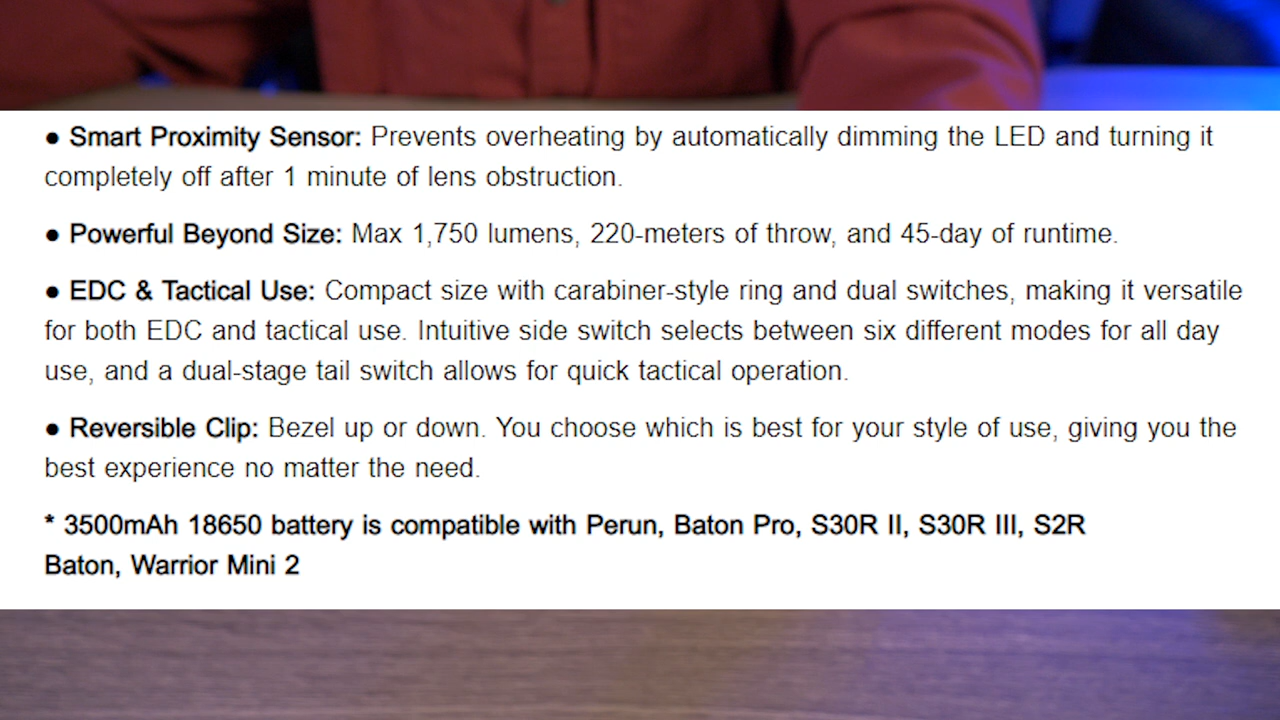 ● Smart Proximity Sensor: Prevents overheating by automatically dimming the LED and turning it
completely off after 1 minute of lens obstruction.
● Powerful Beyond Size: Max 1,750 lumens, 220-meters of throw, and 45-day of runtime.
● EDC & Tactical Use: Compact size with carabiner-style ring and dual switches, making it versatile
for both EDC and tactical use. Intuitive side switch selects between six different modes for all day
use, and a dual-stage tail switch allows for quick tactical operation.
● Reversible Clip: Bezel up or down. You choose which is best for your style of use, giving you the
best experience no matter the need.
* 3500mAh 18650 battery is compatible with Perun, Baton Pro, S30R II, S30R III, S2R
Baton, Warrior Mini 2